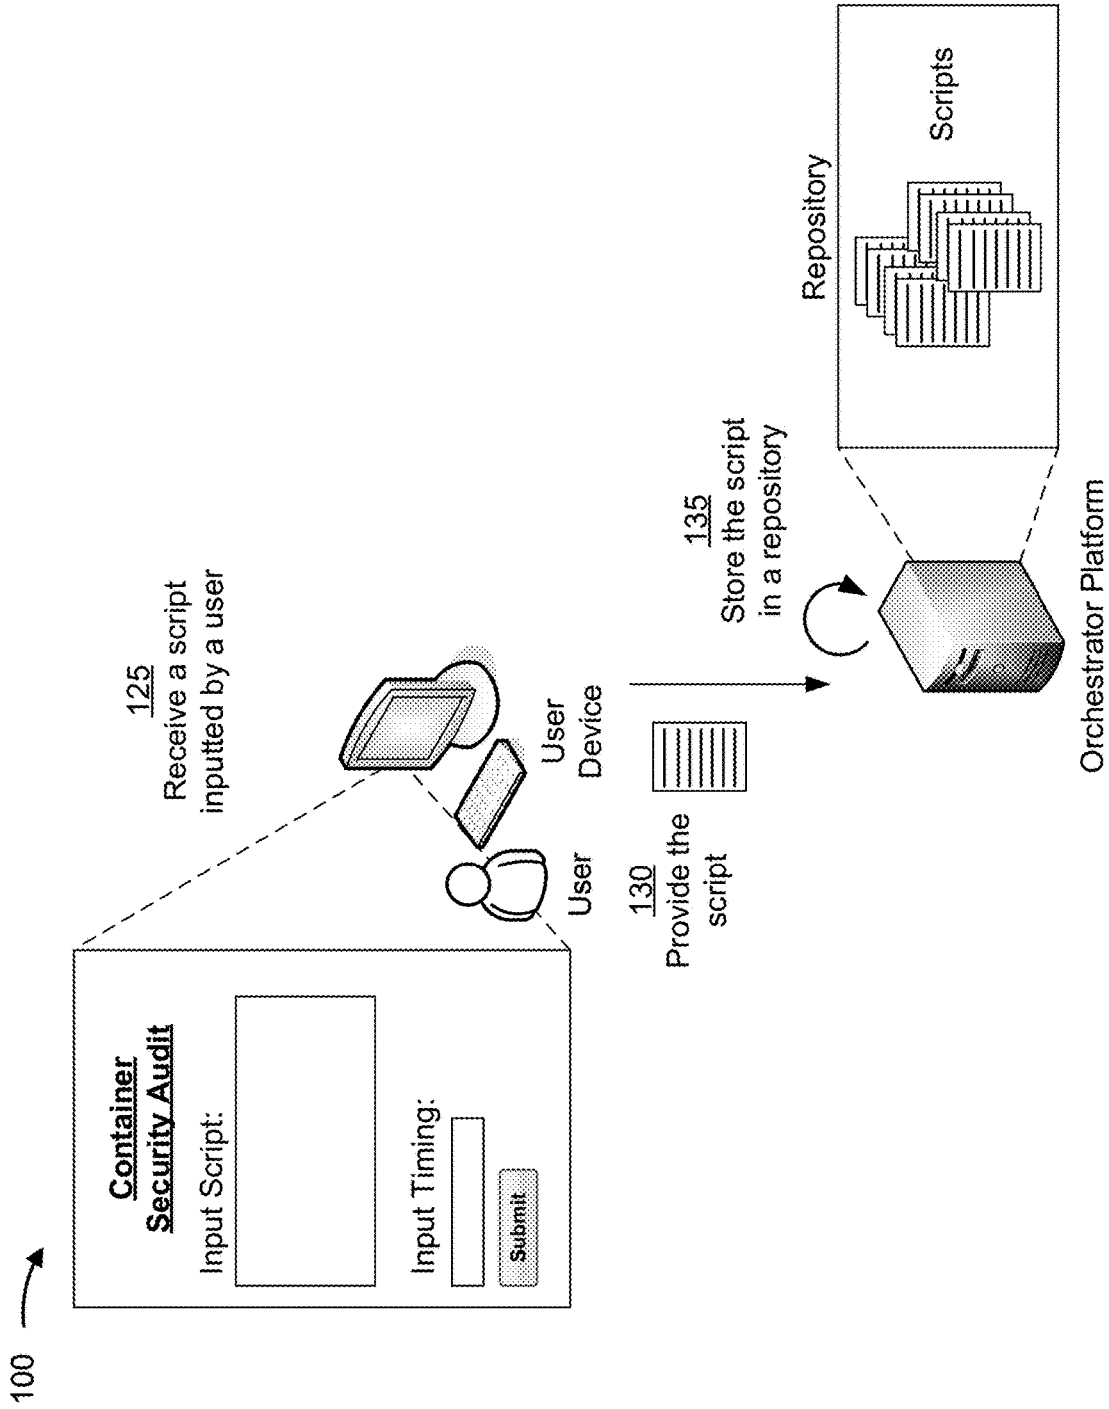 100
Container
Security Audit
Input Script:
Input Timing:
Submit
125
Receive a script
inputted by a user
User
User
Device
130
Provide the
script
135
Store the script
in a repository
Orchestrator Platform
Repository
Scripts